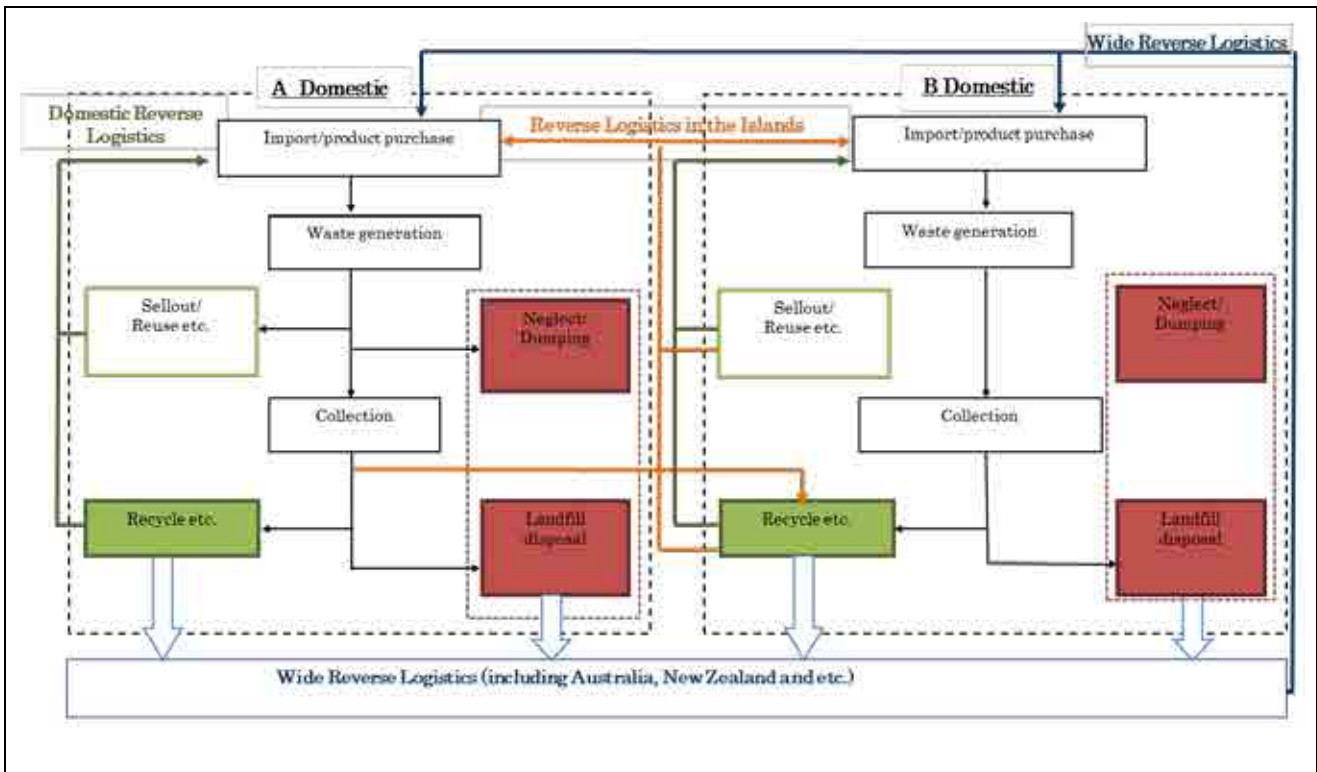 Wide Reverse Logistics
A Domestic
B Domestic
Domestic Reverse
Logistics
Import/product purchase
Reverse Logistics in the Islands
Import/product purchase
Waste generation
Waste generation
Sellout/
Reuse etc.
Neglect/
Dumping
Sellout/
Reuse etc.
Neglect/
Dumping
Collection
Collection
Recycle etc.
Landfill
disposal
Recycle etc.
Landfill
disposal
Wide Reverse Logistics (including Australia, New Zealand and etc.)